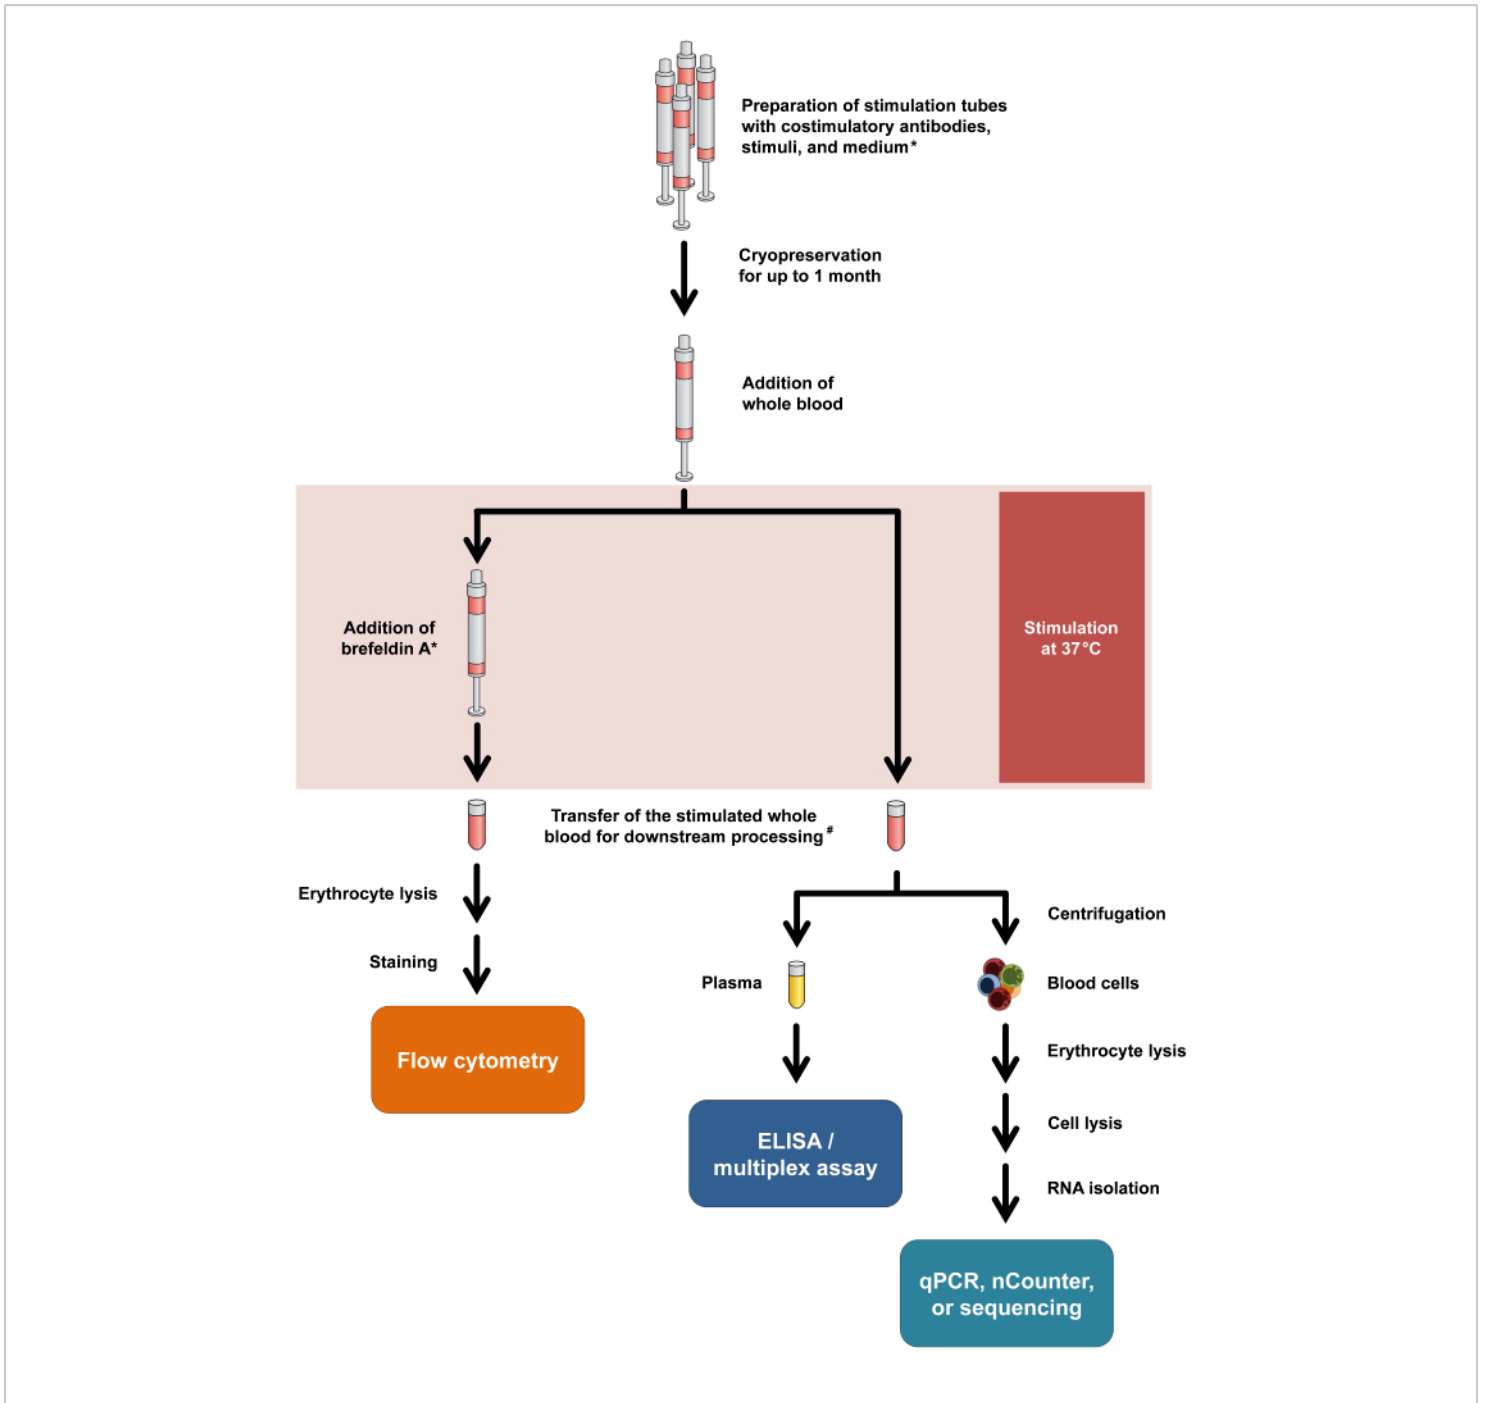 Preparation of stimulation tubes
with costimulatory antibodies,
stimuli, and medium*
Cryopreservation
for up to 1 month
Addition of
whole blood
Addition of
brefeldin A*
Stimulation
at 37°C
Transfer of the stimulated whole
blood for downstream processing#
Erythrocyte lysis
Staining
Flow cytometry
Centrifugation
Plasma
Blood cells
Erythrocyte lysis
Cell lysis
RNA isolation
ELISA /
multiplex assay
qPCR, nCounter,
or sequencing